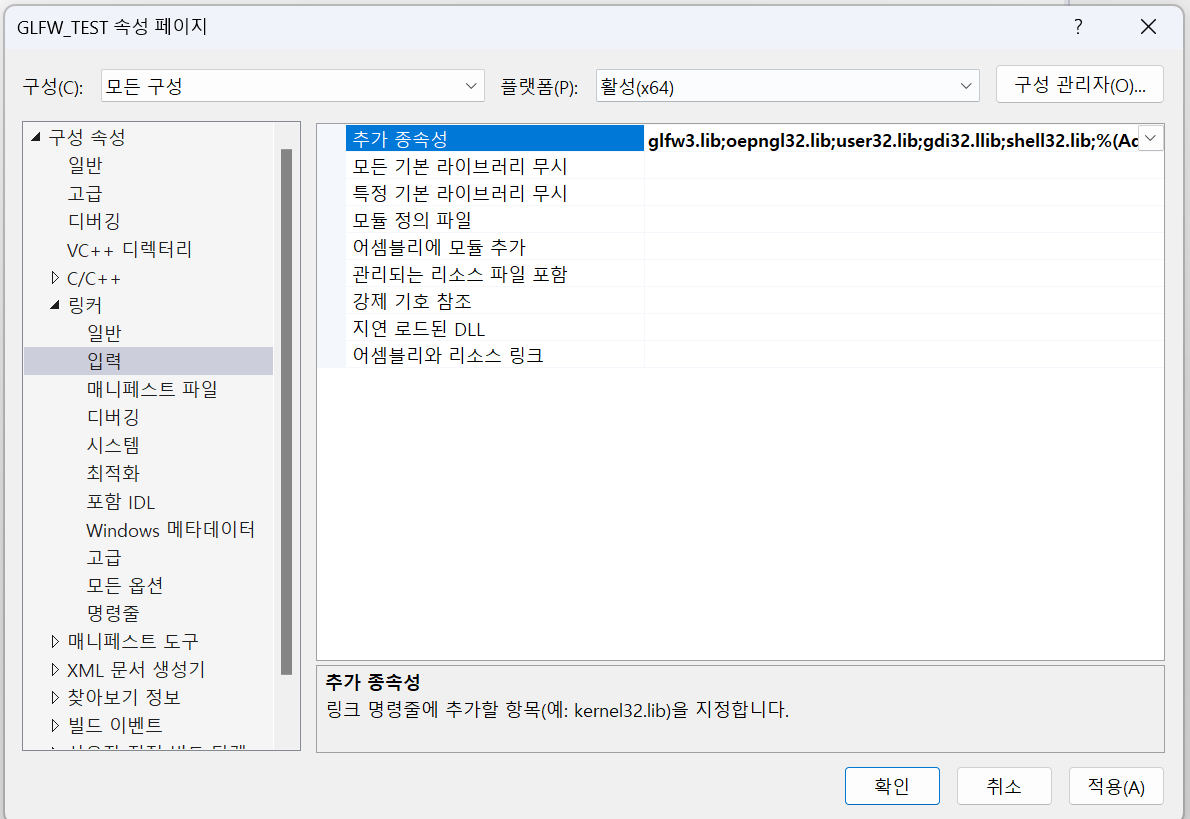 GLFW_TEST 속성 페이지
?
구성(C):
모든 구성
플랫폼(P):
활성(x64)
구성 관리자(O)...
구성 속성
일반
고급
디버깅
VC++ 디렉터리
C/C++
링커
일반
입력
매니페스트 파일
디버깅
시스템
최적화
포함 IDL
Windows 메타데이터
고급
모든 옵션
명령줄
매니페스트 도구
XML 문서 생성기
찾아보기 정보
빌드 이벤트
추가 종속성
glfw3.lib;oepngl32.lib;user32.lib;gdi32.llib;shell32.lib;%(Ad
모든 기본 라이브러리 무시
특정 기본 라이브러리 무시
모듈 정의 파일
어셈블리에 모듈 추가
관리되는 리소스 파일 포함
강제 기호 참조
지연 로드된 DLL
어셈블리와 리소스 링크
추가 종속성
링크 명령줄에 추가할 항목(예: kernel32.lib)을 지정합니다.
확인
취소
적용(A)